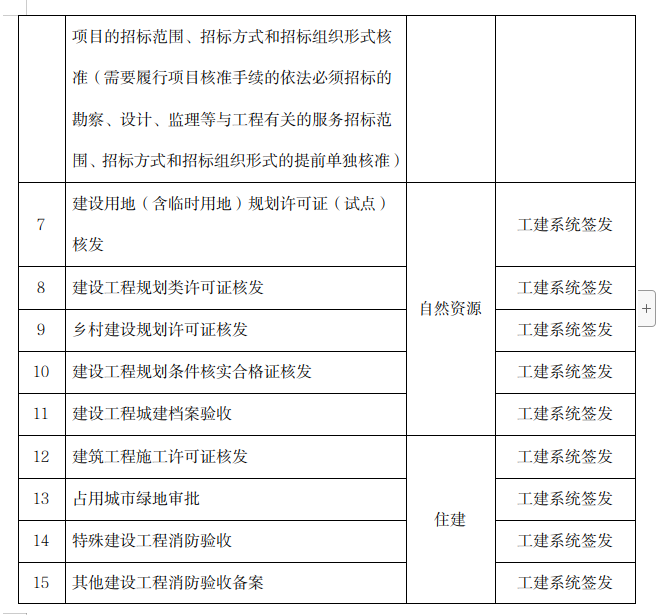 项目的招标范围、招标方式和招标组织形式核
准（需要履行项目核准手续的依法必须招标的
勘察、设计、监理等与工程有关的服务招标范
围、招标方式和招标组织形式的提前单独核准）
7 建设用地（含临时用地）规划许可证（试点）
核发 工建系统签发
8 建设工程规划类许可证核发 工建系统签发
自然资源
9 乡村建设规划许可证核发 工建系统签发
10 建设工程规划条件核实合格证核发 工建系统签发
11 建设工程城建档案验收 工建系统签发
12 建筑工程施工许可证核发 工建系统签发
13 占用城市绿地审批 工建系统签发
住建
14 特殊建设工程消防验收 工建系统签发
15 其他建设工程消防验收备案 工建系统签发